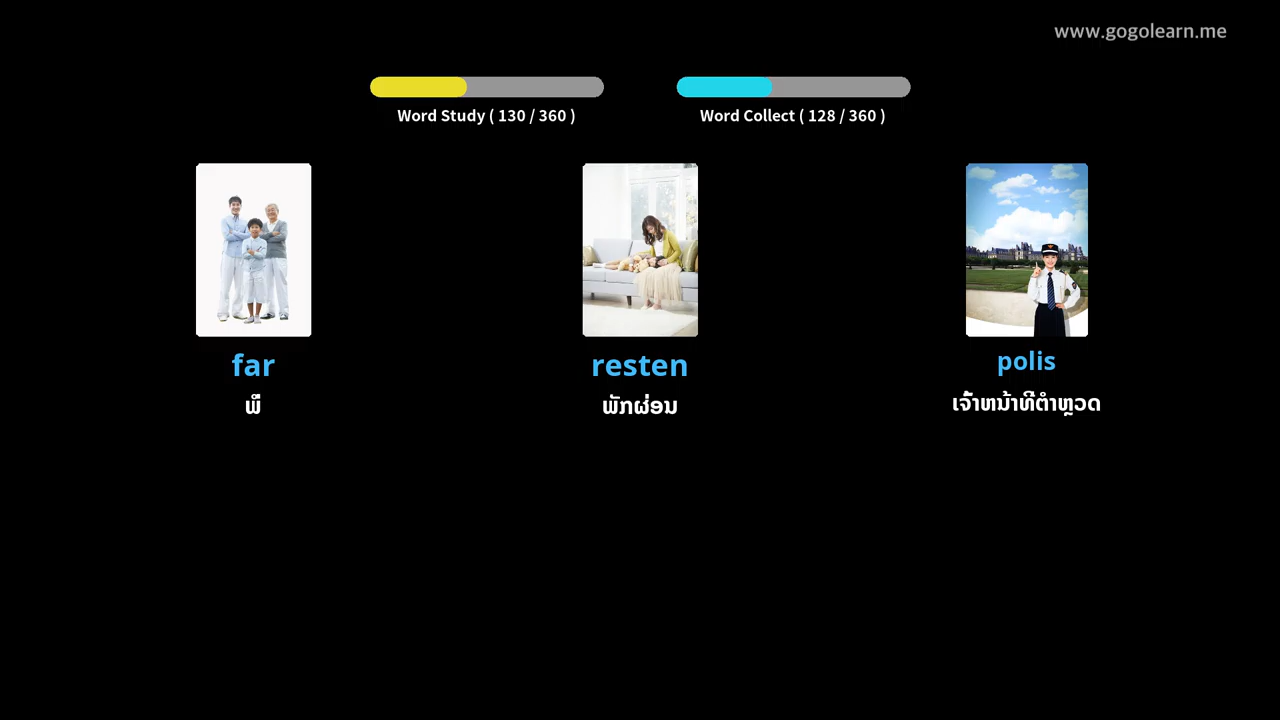 www.gogolearn.me
Word Study ( 130 / 360 )
Word Collect ( 128 / 360 )
far
resten
polis
ພໍ່
ພັກຜ່ອນ
ເຈົ້າຫນ້າທີ່ຕໍາຫຼວດ